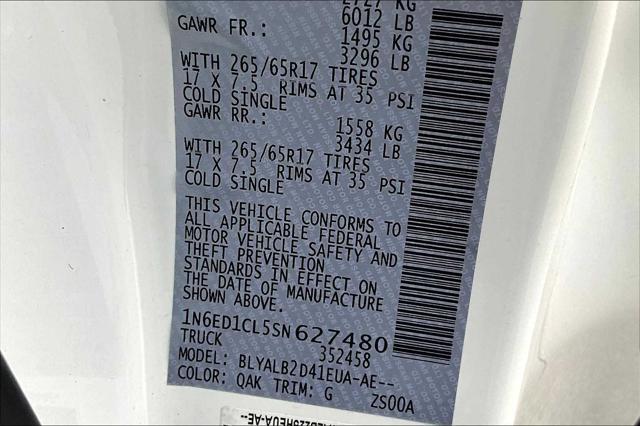 2727 KG
6012 LB
GAWR FR.: 1495 KG
3296 LB
WITH 265/65R17 TIRES
17 X 7.5 RIMS AT 35 PSI
COLD SINGLE
GAWR RR.: 1558 KG
3434 LB
WITH 265/65R17 TIRES
17 X 7.5 RIMS AT 35 PSI
COLD SINGLE
THIS VEHICLE CONFORMS TO
ALL APPLICABLE FEDERAL
MOTOR VEHICLE SAFETY AND
THEFT PREVENTION
STANDARDS IN EFFECT ON
THE DATE OF MANUFACTURE
SHOWN ABOVE.
1N6ED1CL5SN627480
TRUCK 352458
MODEL: BLYALB2D41EUA-AE--
COLOR: QAK TRIM: G ZS00A